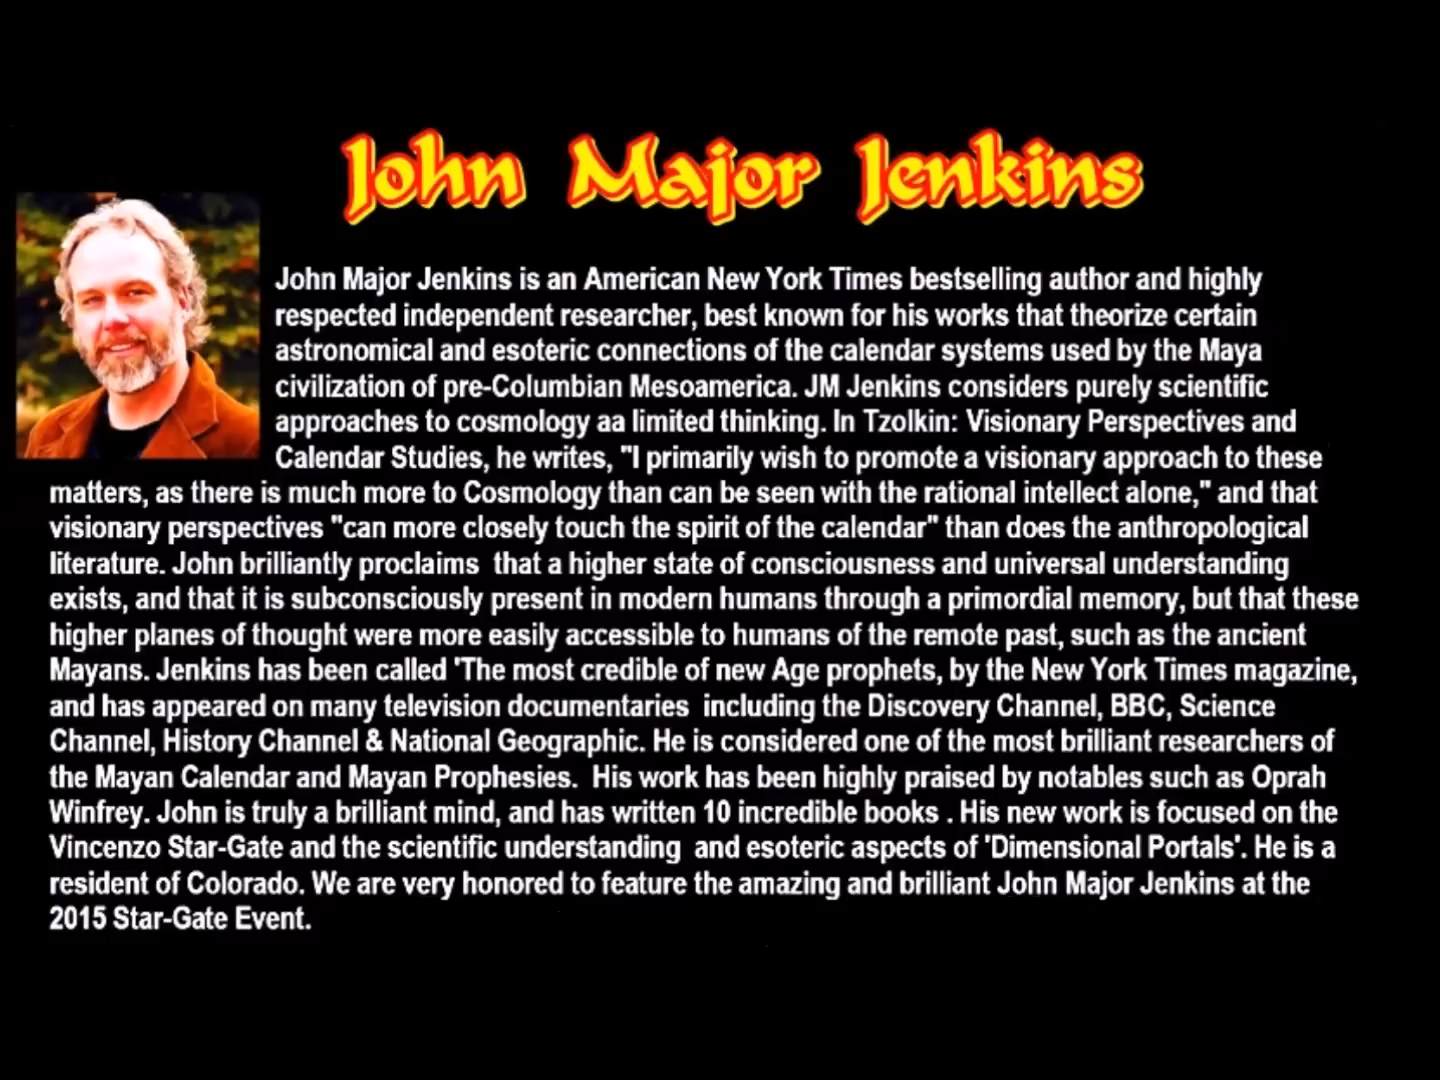 John Major Jenkins
John Major Jenkins is an American New York Times bestselling author and highly
respected independent researcher, best known for his works that theorize certain
astronomical and esoteric connections of the calendar systems used by the Maya
civilization of pre-Columbian Mesoamerica. JM Jenkins considers purely scientific
approaches to cosmology aa limited thinking. In Tzolkin: Visionary Perspectives and
Calendar Studies, he writes, "I primarily wish to promote a visionary approach to these
matters, as there is much more to Cosmology than can be seen with the rational intellect alone," and that
visionary perspectives "can more closely touch the spirit of the calendar" than does the anthropological
literature. John brilliantly proclaims  that a higher state of consciousness and universal understanding
exists, and that it is subconsciously present in modern humans through a primordial memory, but that these
higher planes of thought were more easily accessible to humans of the remote past, such as the ancient
Mayans. Jenkins has been called 'The most credible of new Age prophets, by the New York Times magazine,
and has appeared on many television documentaries  including the Discovery Channel, BBC, Science
Channel, History Channel & National Geographic. He is considered one of the most brilliant researchers of
the Mayan Calendar and Mayan Prophesies.  His work has been highly praised by notables such as Oprah
Winfrey. John is truly a brilliant mind, and has written 10 incredible books . His new work is focused on the
Vincenzo Star-Gate and the scientific understanding  and esoteric aspects of 'Dimensional Portals'. He is a
resident of Colorado. We are very honored to feature the amazing and brilliant John Major Jenkins at the
2015 Star-Gate Event.